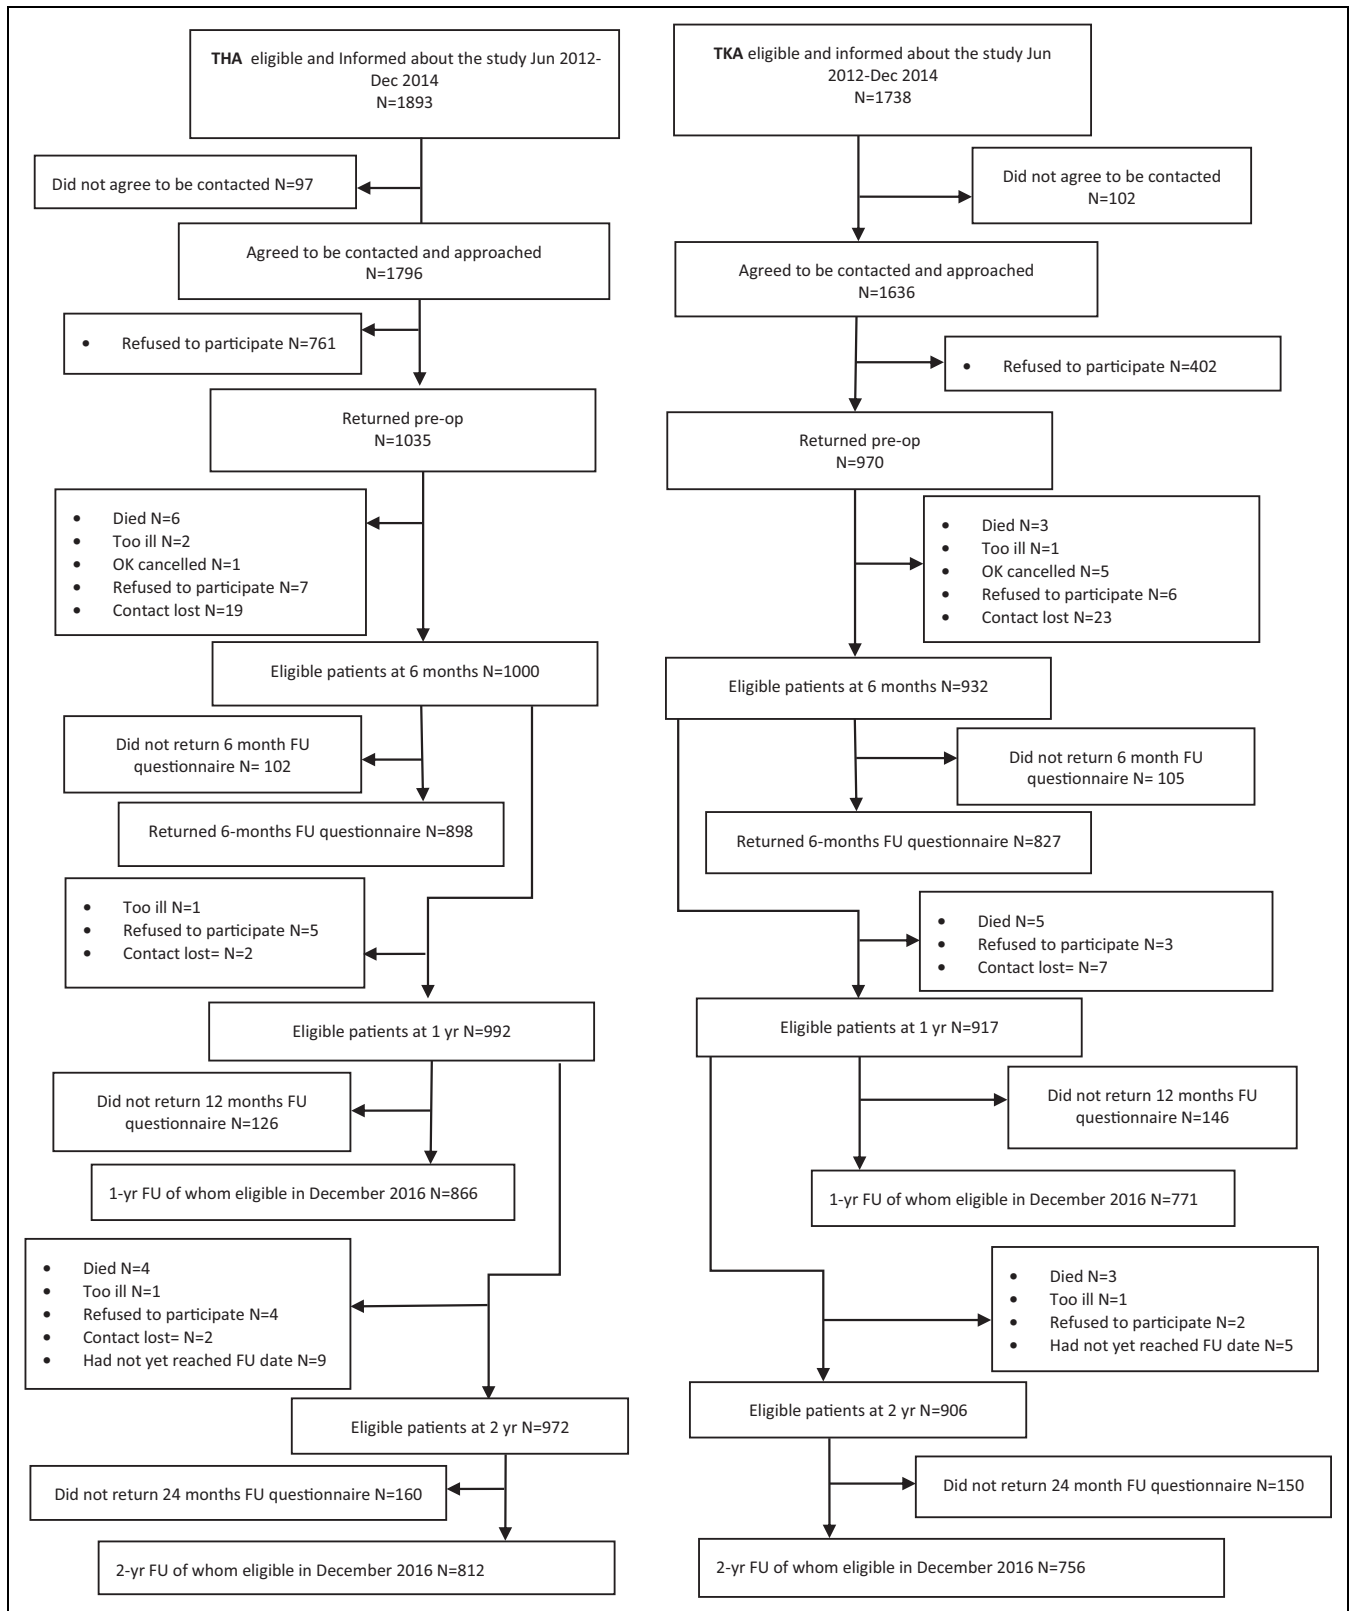 THA eligible and Informed about the study Jun 2012-
Dec 2014
N=1893
Did not agree to be contacted N=97
Agreed to be contacted and approached
N=1796
• Refused to participate N=761
Returned pre-op
N=1035
• Died N=6
• Too ill N=2
• OK cancelled N=1
• Refused to participate N=7
• Contact lost N=19
Eligible patients at 6 months N=1000
Did not return 6 month FU
questionnaire N= 102
Returned 6-months FU questionnaire N=898
• Too ill N=1
• Refused to participate N=5
• Contact lost= N=2
Eligible patients at 1 yr N=992
Did not return 12 months FU
questionnaire N=126
1-yr FU of whom eligible in December 2016 N=866
• Died N=4
• Too ill N=1
• Refused to participate N=4
• Contact lost= N=2
• Had not yet reached FU date N=9
Eligible patients at 2 yr N=972
Did not return 24 months FU questionnaire N=160
2-yr FU of whom eligible in December 2016 N=812
TKA eligible and informed about the study Jun
2012-Dec 2014
N=1738
Did not agree to be contacted
N=102
Agreed to be contacted and approached
N=1636
• Refused to participate N=402
Returned pre-op
N=970
• Died N=3
• Too ill N=1
• OK cancelled N=5
• Refused to participate N=6
• Contact lost N=23
Eligible patients at 6 months N=932
Did not return 6 month FU
questionnaire N= 105
Returned 6-months FU questionnaire N=827
• Died N=5
• Refused to participate N=3
• Contact lost= N=7
Eligible patients at 1 yr N=917
Did not return 12 months FU
questionnaire N=146
1-yr FU of whom eligible in December 2016 N=771
• Died N=3
• Too ill N=1
• Refused to participate N=2
• Had not yet reached FU date N=5
Eligible patients at 2 yr N=906
Did not return 24 month FU questionnaire N=150
2-yr FU of whom eligible in December 2016 N=756